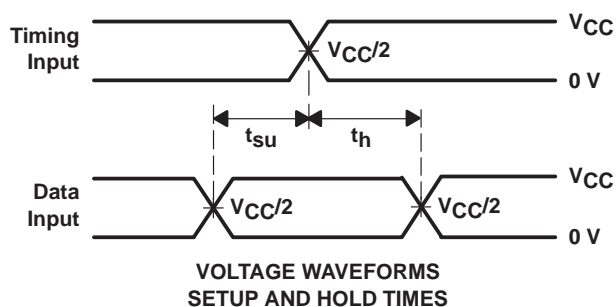 Timing
Input
VCC
VCC/2
0 V
tsu
th
Data
Input
VCC
VCC/2
VCC/2
0 V
VOLTAGE WAVEFORMS
SETUP AND HOLD TIMES